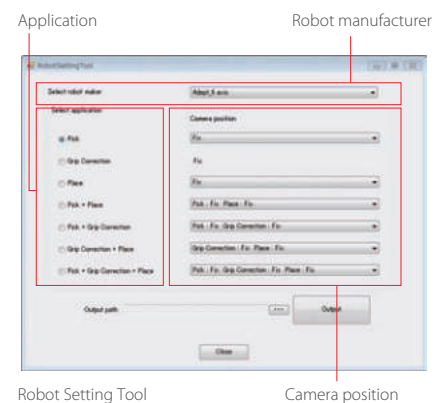 Application
Robot manufacturer
RobotSettingTool
Select robot maker
Adept_6 axis
Select application
Camera position
Pick
Fix
Grip Correction
Fix
Place
Fix
Pick + Place
Pick : Fix Place : Fix
Pick + Grip Correction
Pick : Fix Grip Correction : Fix
Grip Correction + Place
Grip Correction : Fix Place : Fix
Pick + Grip Correction + Place
Pick : Fix Grip Correction : Fix Place : Fix
Output path
Output
Close
Robot Setting Tool
Camera position